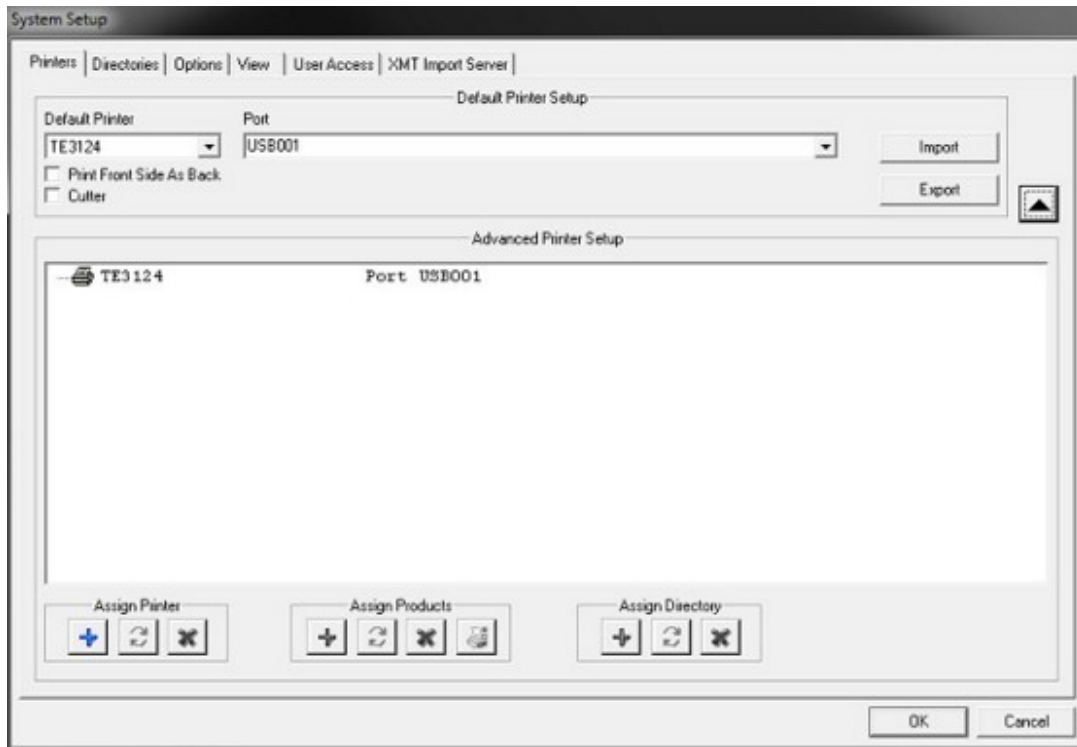 System Setup
Printers Directories Options View User Access XMT Import Server
Default Printer Setup
Default Printer Port
TE3124 USB001 Import
Print Front Side As Back
Cutter Export
Advanced Printer Setup
TE3124 Port USB001
Assign Printer Assign Products Assign Directory
OK Cancel